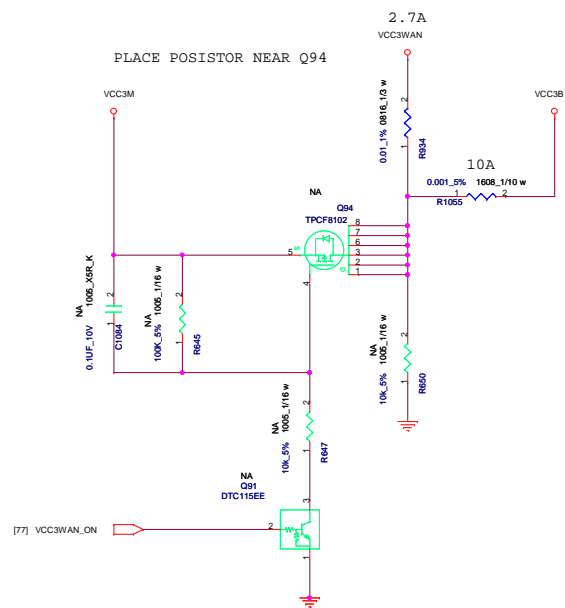 2.7A
VCC3WAN
PLACE POSISTOR NEAR Q94
VCC3M
VCC3B
2
0.01_1% 0816_1/3 w
1
R934
10A
0.001_5% 1608_1/10 w
1
2
R1055
NA
Q94
TPCF8102
8
7
6
5
S
3
2
G
1
4
2
NA 1005_X5R_K
1
0.1UF_10V
C1084
2
NA 1005_1/16 w
100K_5%
1
R645
2
NA 1005_1/16 w
10k_5%
1
R650
2
NA 1005_1/16 w
10k_5%
1
R647
NA
Q91
DTC115EE
3
[77] VCC3WAN_ON
2
1